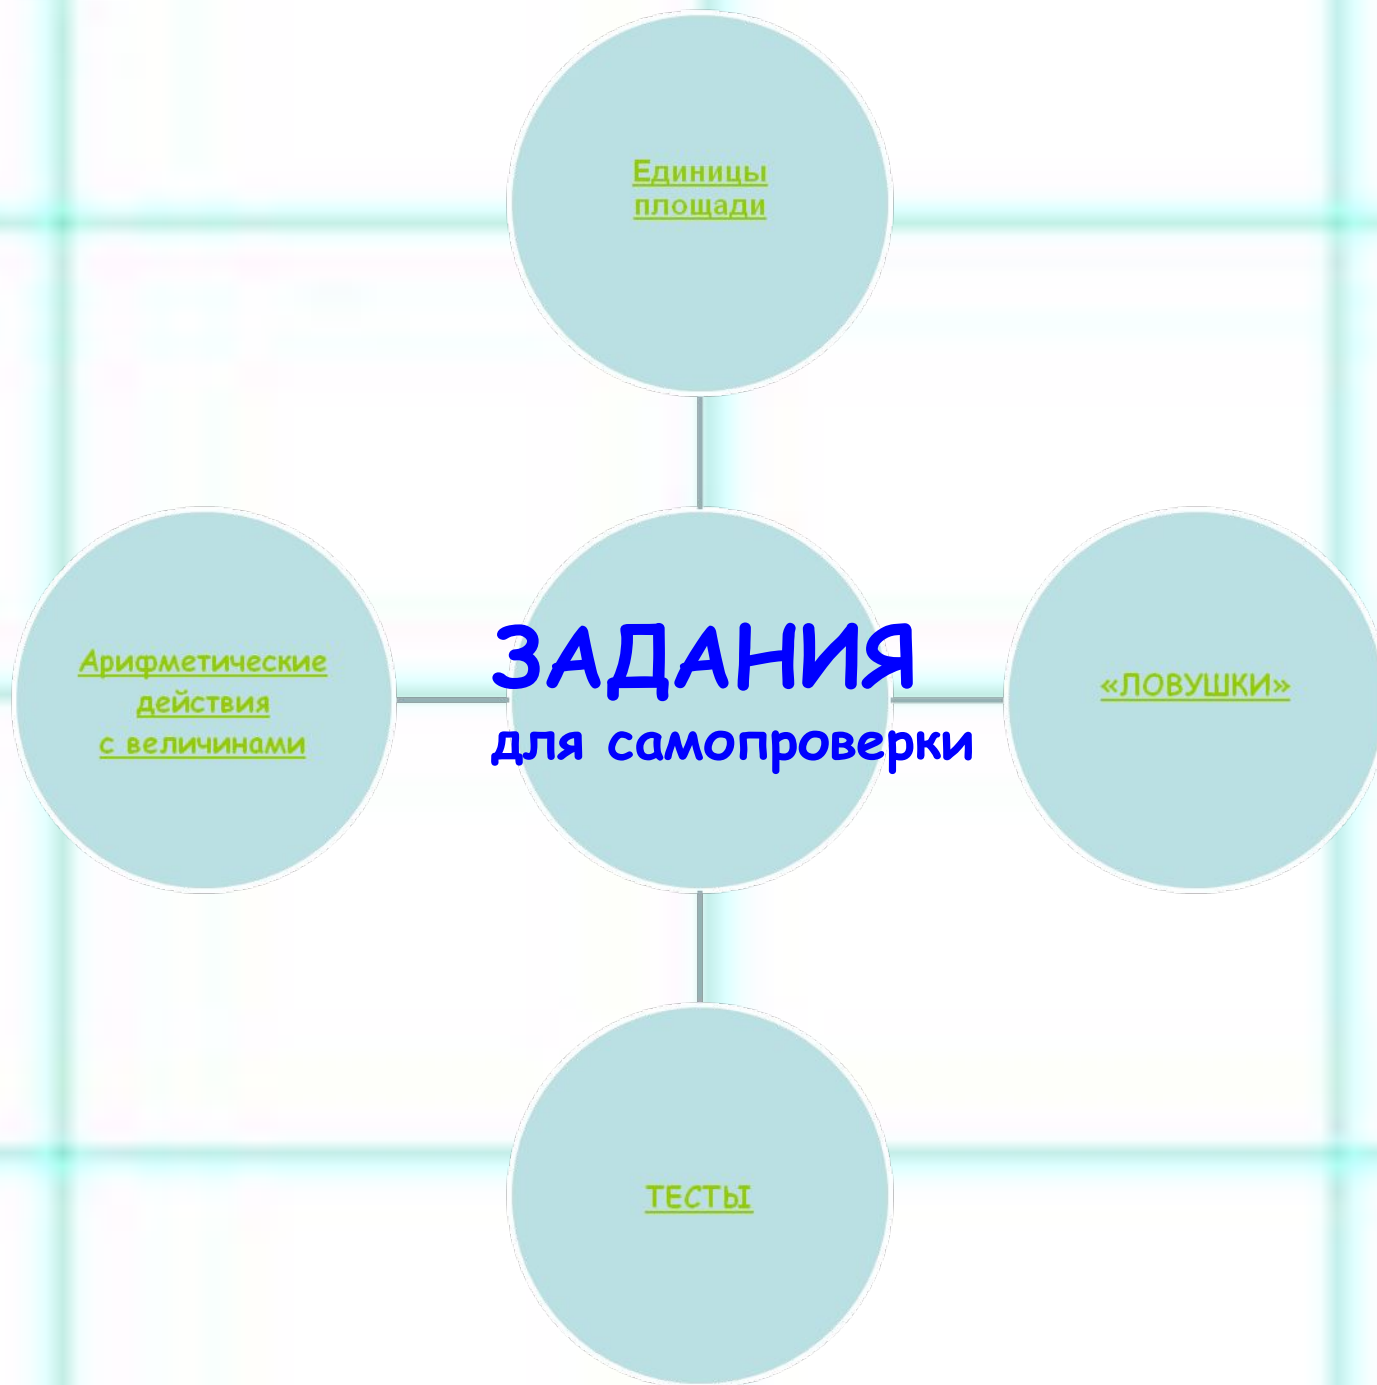 Единицы
площади
Арифметические
действия
с величинами
ЗАДАНИЯ
для самопроверки
«ЛОВУШКИ»
ТЕСТЫ